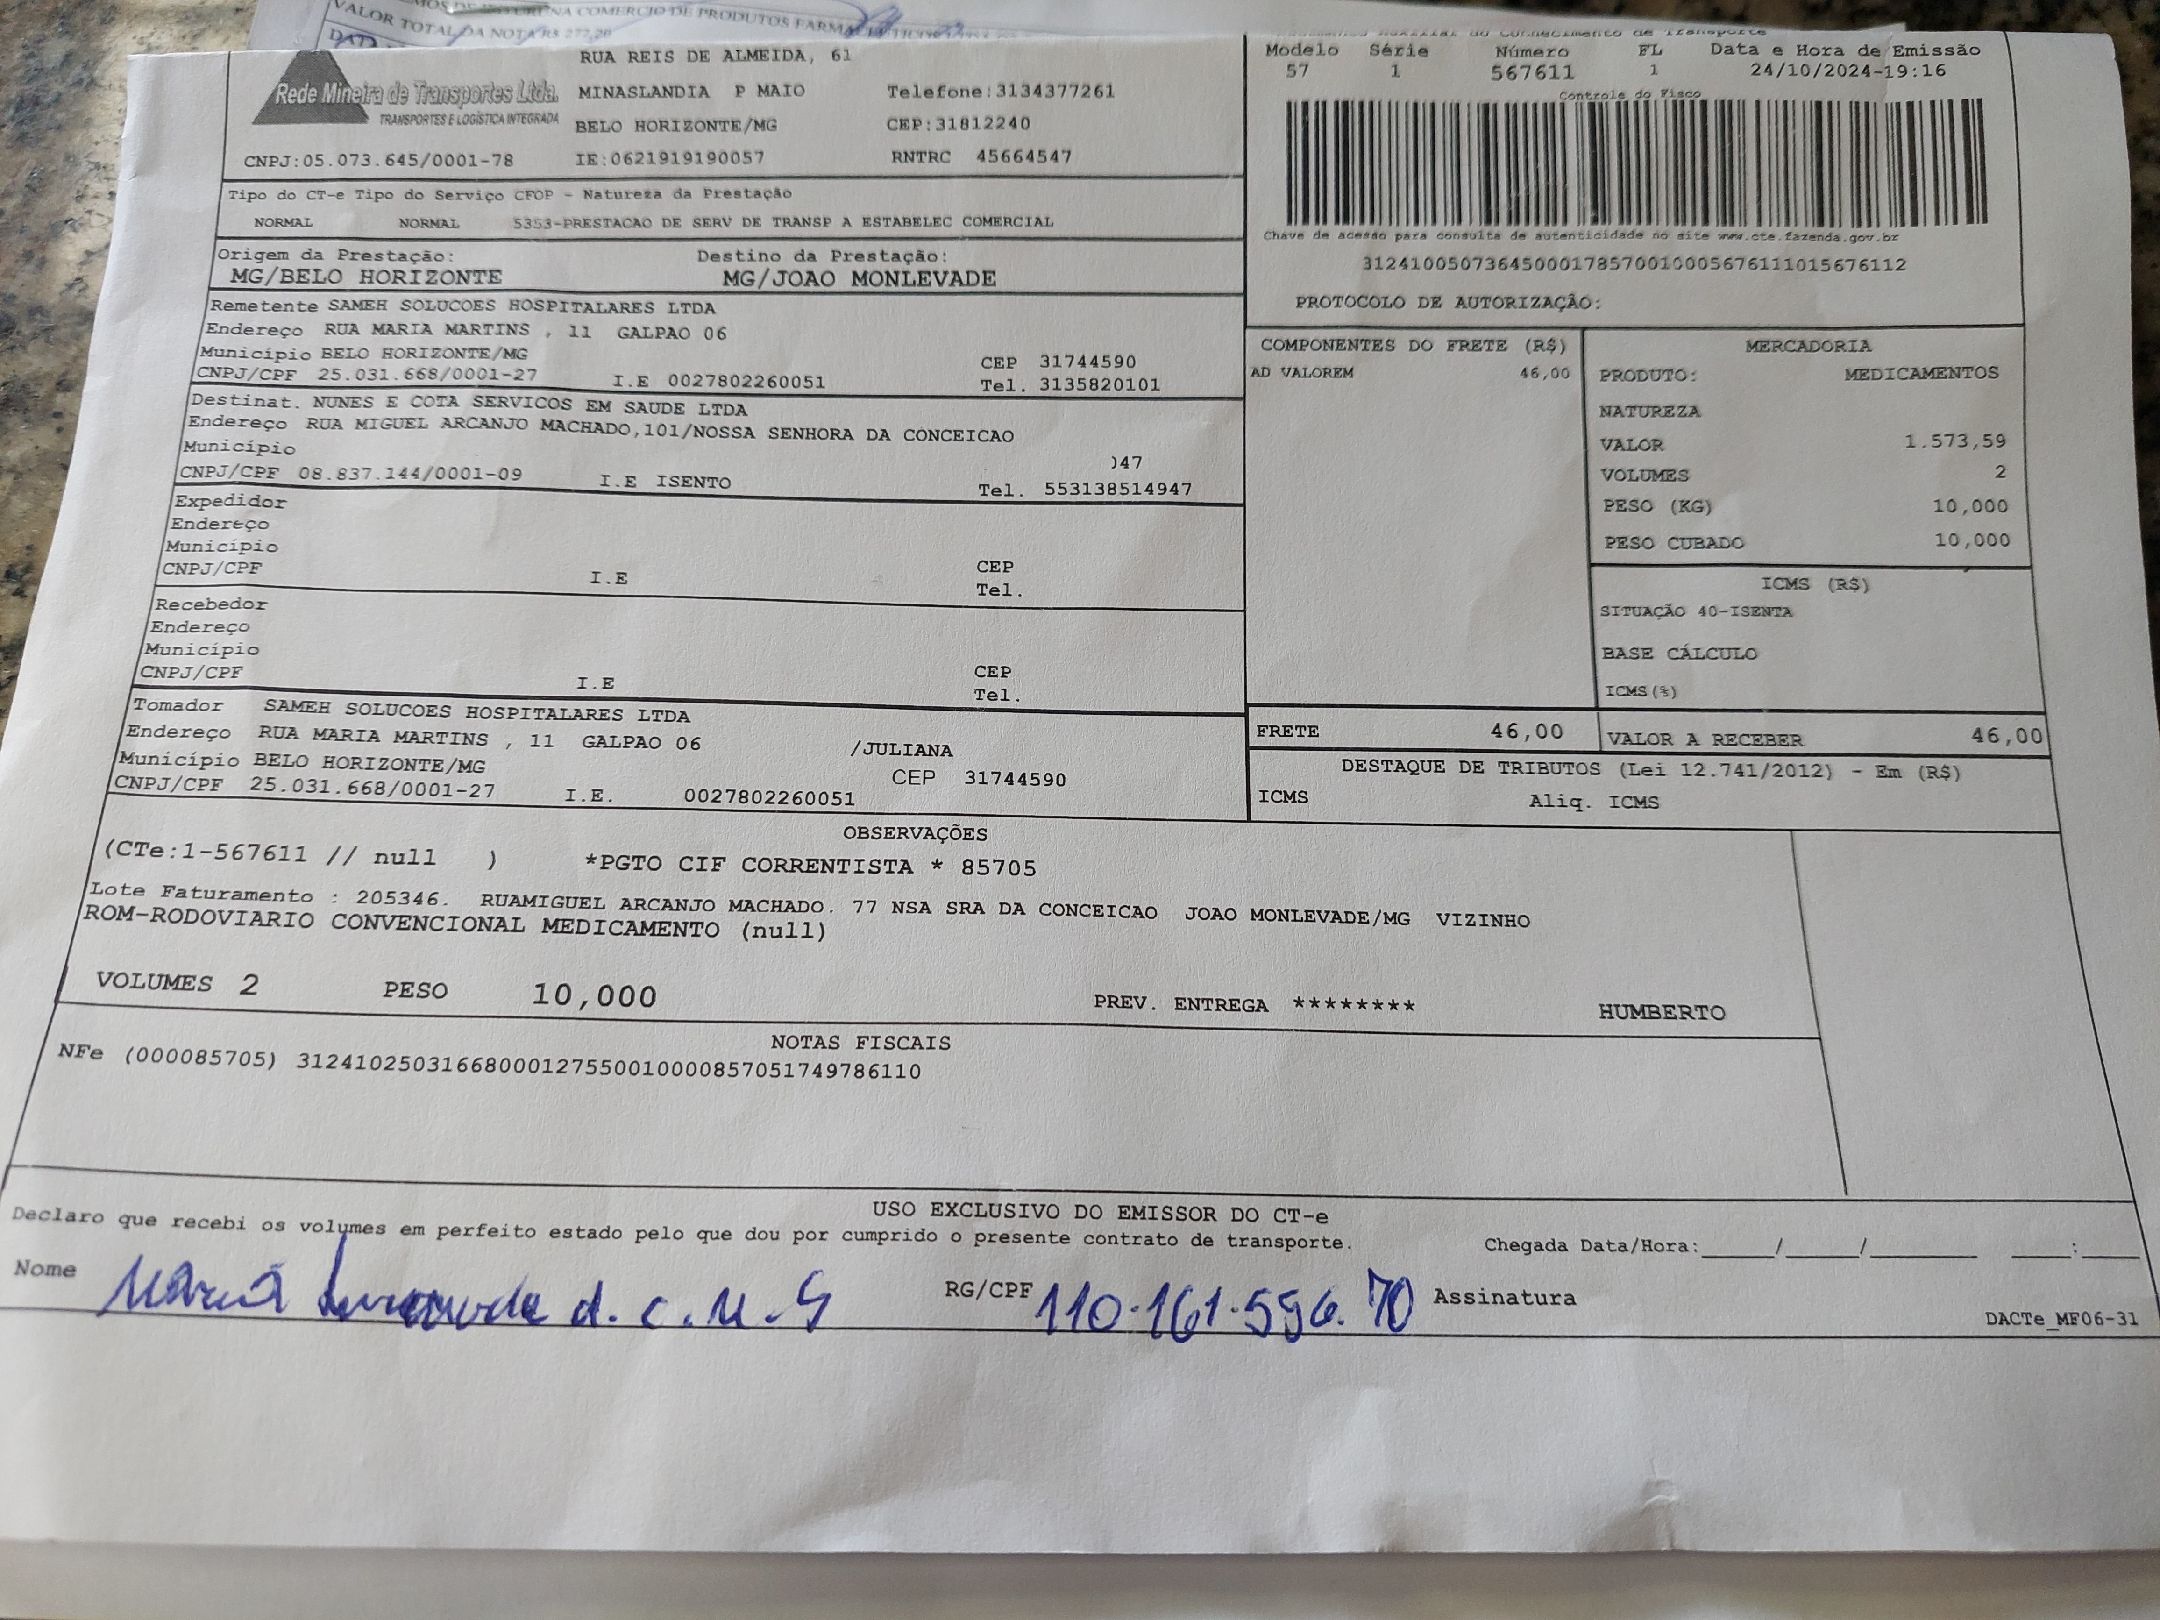 VALOR TOTAL DA NOTA R$ 277,20
RUA REIS DE ALMEIDA, 61
Rede Mineira de Transportes Ltda.
TRANSPORTES E LOGÍSTICA INTEGRADA
MINASLANDIA P MAIO Telefone:3134377261
BELO HORIZONTE/MG CEP:31812240
CNPJ:05.073.645/0001-78 IE:0621919190057 RNTRC 45664547
Modelo Série Número FL Data e Hora de Emissão
57 1 567611 1 24/10/2024-19:16
Controle do Fisco
Chave de acesso para consulta de autenticidade no site www.cte.fazenda.gov.br
31241005073645000178570010005676111015676112
PROTOCOLO DE AUTORIZAÇÃO:
Tipo do CT-e Tipo do Serviço CFOP - Natureza da Prestação
NORMAL NORMAL 5353-PRESTACAO DE SERV DE TRANSP A ESTABELEC COMERCIAL
Origem da Prestação: Destino da Prestação:
MG/BELO HORIZONTE MG/JOAO MONLEVADE
Remetente SAMEH SOLUCOES HOSPITALARES LTDA
Endereço RUA MARIA MARTINS , 11 GALPAO 06
Município BELO HORIZONTE/MG CEP 31744590
CNPJ/CPF 25.031.668/0001-27 I.E 0027802260051 Tel. 3135820101
Destinat. NUNES E COTA SERVICOS EM SAUDE LTDA
Endereço RUA MIGUEL ARCANJO MACHADO,101/NOSSA SENHORA DA CONCEICAO
Município )47
CNPJ/CPF 08.837.144/0001-09 I.E ISENTO Tel. 553138514947
Expedidor
Endereço
Município CEP
CNPJ/CPF I.E Tel.
Recebedor
Endereço
Município CEP
CNPJ/CPF I.E Tel.
Tomador SAMEH SOLUCOES HOSPITALARES LTDA
Endereço RUA MARIA MARTINS , 11 GALPAO 06 /JULIANA
Município BELO HORIZONTE/MG CEP 31744590
CNPJ/CPF 25.031.668/0001-27 I.E. 0027802260051
COMPONENTES DO FRETE (R$)
AD VALOREM 46,00
MERCADORIA
PRODUTO: MEDICAMENTOS
NATUREZA
VALOR 1.573,59
VOLUMES 2
PESO (KG) 10,000
PESO CUBADO 10,000
ICMS (R$)
SITUAÇÃO 40-ISENTA
BASE CÁLCULO
ICMS(%)
FRETE 46,00 VALOR A RECEBER 46,00
DESTAQUE DE TRIBUTOS (Lei 12.741/2012) - Em (R$)
ICMS Aliq. ICMS
OBSERVAÇÕES
(CTe:1-567611 // null ) *PGTO CIF CORRENTISTA * 85705
Lote Faturamento : 205346. RUAMIGUEL ARCANJO MACHADO. 77 NSA SRA DA CONCEICAO JOAO MONLEVADE/MG VIZINHO
ROM-RODOVIARIO CONVENCIONAL MEDICAMENTO (null)
VOLUMES 2 PESO 10,000 PREV. ENTREGA ******** HUMBERTO
NOTAS FISCAIS
NFe (000085705) 31241025031668000127550010000857051749786110
USO EXCLUSIVO DO EMISSOR DO CT-e
Declaro que recebi os volumes em perfeito estado pelo que dou por cumprido o presente contrato de transporte. Chegada Data/Hora:_____/_____/________ ____:____
Nome Maria d. c. M. S RG/CPF 110.161.596.70 Assinatura
DACTe_MF06-31